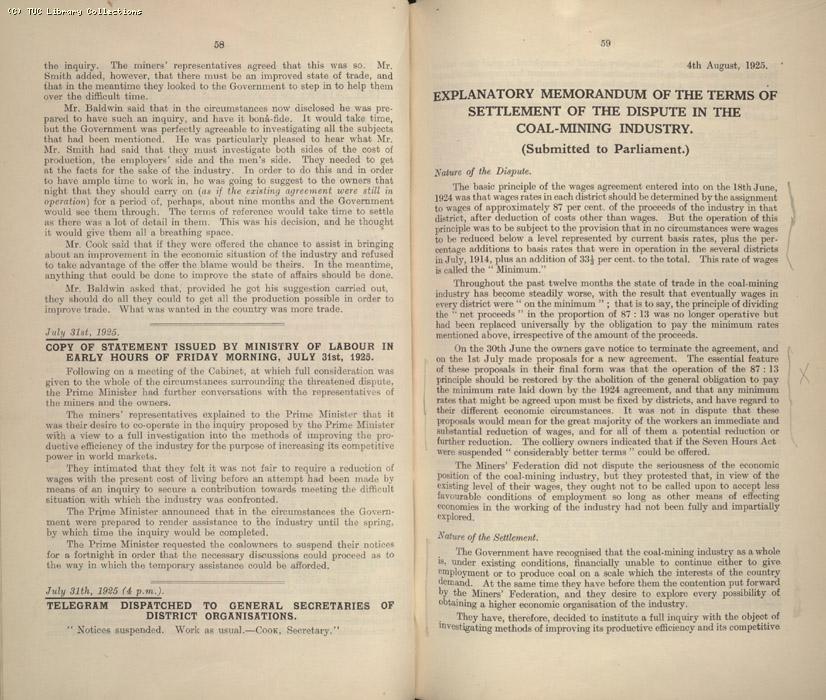 (C) TUC Library Collections
58
the inquiry. The miners' representatives agreed that this was so. Mr.
Smith added, however, that there must be an improved state of trade, and
that in the meantime they looked to the Government to step in to help them
over the difficult time.
Mr. Baldwin said that in the circumstances now disclosed he was pre-
pared to have such an inquiry, and have it bonâ-fide. It would take time,
but the Government was perfectly agreeable to investigating all the subjects
that had been mentioned. He was particularly pleased to hear what Mr.
Mr. Smith had said that they must investigate both sides of the cost of
production, the employers' side and the men's side. They needed to get
at the facts for the sake of the industry. In order to do this and in order
to have ample time to work in, he was going to suggest to the owners that
night that they should carry on (as if the existing agreement were still in
operation) for a period of, perhaps, about nine months and the Government
would see them through. The terms of reference would take time to settle
as there was a lot of detail in them. This was his decision, and he thought
it would give them all a breathing space.
Mr. Cook said that if they were offered the chance to assist in bringing
about an improvement in the economic situation of the industry and refused
to take advantage of the offer the blame would be theirs. In the meantime,
anything that could be done to improve the state of affairs should be done.
Mr. Baldwin asked that, provided he got his suggestion carried out,
they should do all they could to get all the production possible in order to
improve trade. What was wanted in the country was more trade.
July 31st, 1925.
COPY OF STATEMENT ISSUED BY MINISTRY OF LABOUR IN
EARLY HOURS OF FRIDAY MORNING, JULY 31st, 1925.
Following on a meeting of the Cabinet, at which full consideration was
given to the whole of the circumstances surrounding the threatened dispute,
the Prime Minister had further conversations with the representatives of
the miners and the owners.
The miners' representatives explained to the Prime Minister that it
was their desire to co-operate in the inquiry proposed by the Prime Minister
with a view to a full investigation into the methods of improving the pro-
ductive efficiency of the industry for the purpose of increasing its competitive
power in world markets.
They intimated that they felt it was not fair to require a reduction of
wages with the present cost of living before an attempt had been made by
means of an inquiry to secure a contribution towards meeting the difficult
situation with which the industry was confronted.
The Prime Minister announced that in the circumstances the Govern-
ment were prepared to render assistance to the industry until the spring,
by which time the inquiry would be completed.
The Prime Minister requested the coalowners to suspend their notices
for a fortnight in order that the necessary discussions could proceed as to
the way in which the temporary assistance could be afforded.
July 31th, 1925 (4 p.m.).
TELEGRAM DISPATCHED TO GENERAL SECRETARIES OF
DISTRICT ORGANISATIONS.
" Notices suspended. Work as usual.—COOK, Secretary."
59
4th August, 1925.
EXPLANATORY MEMORANDUM OF THE TERMS OF
SETTLEMENT OF THE DISPUTE IN THE
COAL-MINING INDUSTRY.
(Submitted to Parliament.)
Nature of the Dispute.
The basic principle of the wages agreement entered into on the 18th June,
1924 was that wage rates in each district should be determined by the assignment
to wages of approximately 87 per cent. of the proceeds of the industry in that
district, after deduction of costs other than wages. But the operation of this
principle was to be subject to the provision that in no circumstances were wages
to be reduced below a level represented by current basis rates, plus the per-
centage additions to basis rates that were in operation in the several districts
in July, 1914, plus an addition of 33⅓ per cent. to the total. This rate of wages
is called the " Minimum."
Throughout the past twelve months the state of trade in the coal-mining
industry has become steadily worse, with the result that eventually wages in
every district were " on the minimum " ; that is to say, the principle of dividing
the " net proceeds " in the proportion of 87 : 13 was no longer operative but
had been replaced universally by the obligation to pay the minimum rates
mentioned above, irrespective of the amount of the proceeds.
On the 30th June the owners gave notice to terminate the agreement, and
on the 1st July made proposals for a new agreement. The essential feature
of these proposals in their final form was that the operation of the 87 : 13
principle should be restored by the abolition of the general obligation to pay
the minimum rate laid down by the 1924 agreement, and that any minimum
rates that might be agreed upon must be fixed by districts, and have regard to
their different economic circumstances. It was not in dispute that these
proposals would mean for the great majority of the workers an immediate and
substantial reduction of wages, and for all of them a potential reduction or
further reduction. The colliery owners indicated that if the Seven Hours Act
were suspended " considerably better terms " could be offered.
The Miners' Federation did not dispute the seriousness of the economic
position of the coal-mining industry, but they protested that, in view of the
existing level of their wages, they ought not to be called upon to accept less
favourable conditions of employment so long as other means of effecting
economies in the working of the industry had not been fully and impartially
explored.
Nature of the Settlement.
The Government have recognised that the coal-mining industry as a whole
is, under existing conditions, financially unable to continue either to give
employment or to produce coal on a scale which the interests of the country
demand. At the same time they have before them the contention put forward
by the Miners' Federation, and they desire to explore every possibility of
obtaining a higher economic organisation of the industry.
They have, therefore, decided to institute a full inquiry with the object of
investigating methods of improving its productive efficiency and its competitive